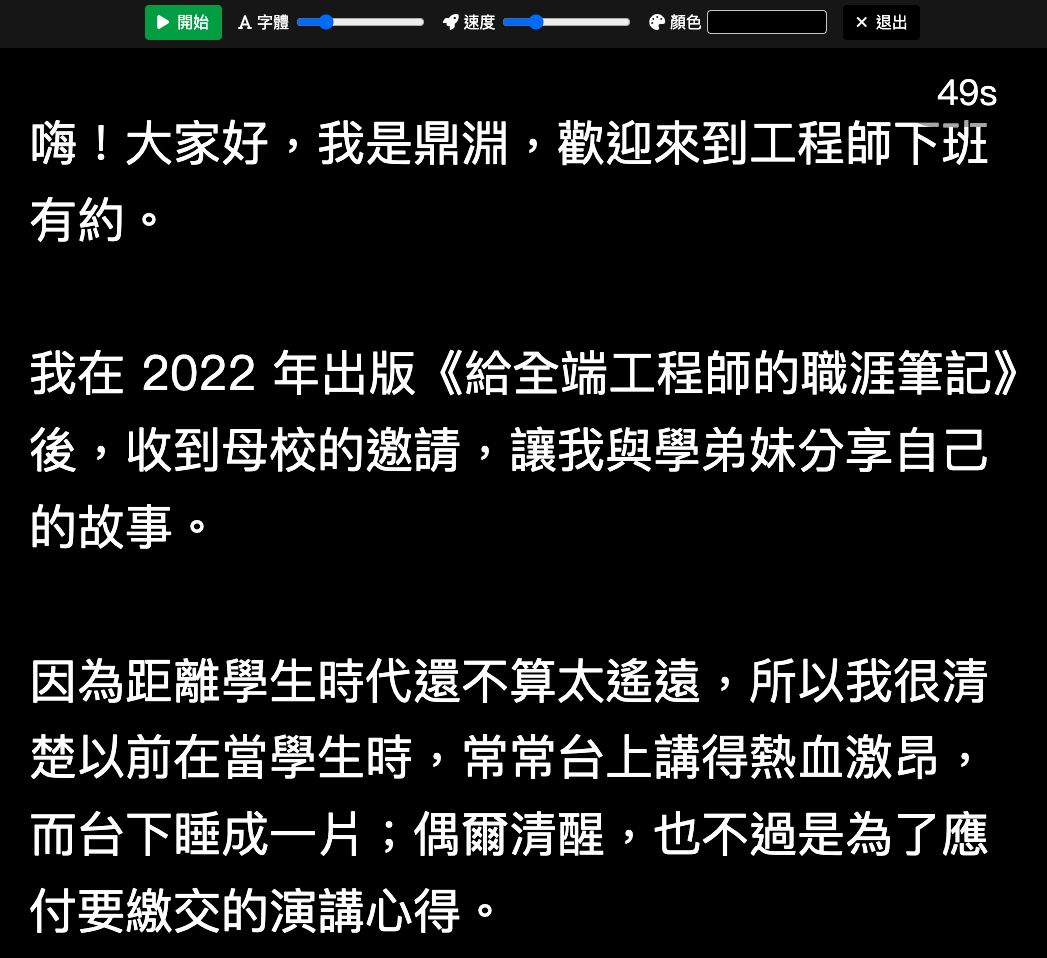 開始 字體 速度 顏色 退出
49s
嗨！大家好，我是鼎淵，歡迎來到工程師下班
有約。
我在 2022 年出版《給全端工程師的職涯筆記》
後，收到母校的邀請，讓我與學弟妹分享自己
的故事。
因為距離學生時代還不算太遙遠，所以我很清
楚以前在當學生時，常常台上講得熱血激昂，
而台下睡成一片；偶爾清醒，也不過是為了應
付要繳交的演講心得。